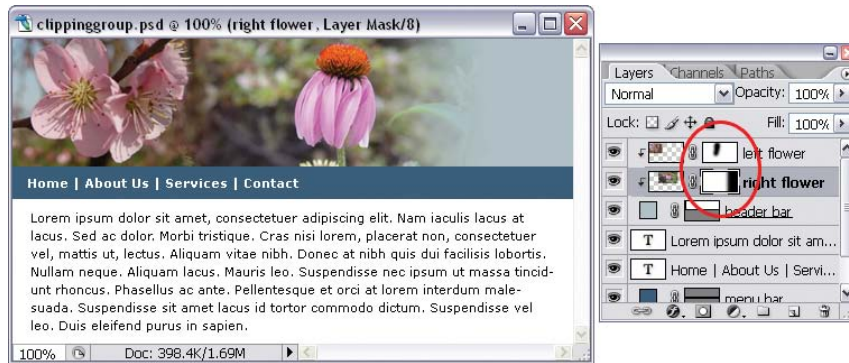 clippinggroup.psd @ 100% (right flower, Layer Mask/8)
Home | About Us | Services | Contact
Lorem ipsum dolor sit amet, consectetuer adipiscing elit. Nam iaculis lacus at
lacus. Sed ac dolor. Morbi tristique. Cras nisi lorem, placerat non, consectetuer
vel, mattis ut, lectus. Aliquam vitae nibh. Donec at nibh quis dui facilisis lobortis.
Nullam neque. Aliquam lacus. Mauris leo. Suspendisse nec ipsum ut massa tincid-
unt rhoncus. Phasellus ac ante. Pellentesque et orci at lorem interdum male-
suada. Suspendisse sit amet lacus id tortor commodo dictum. Suspendisse vel
leo. Duis eleifend purus in sapien.
100% Doc: 398.4K/1.69M
Layers Channels Paths
Normal Opacity: 100%
Lock: Fill: 100%
left flower
right flower
header bar
T Lorem ipsum dolor sit am...
T Home | About Us | Servi...
menu bar